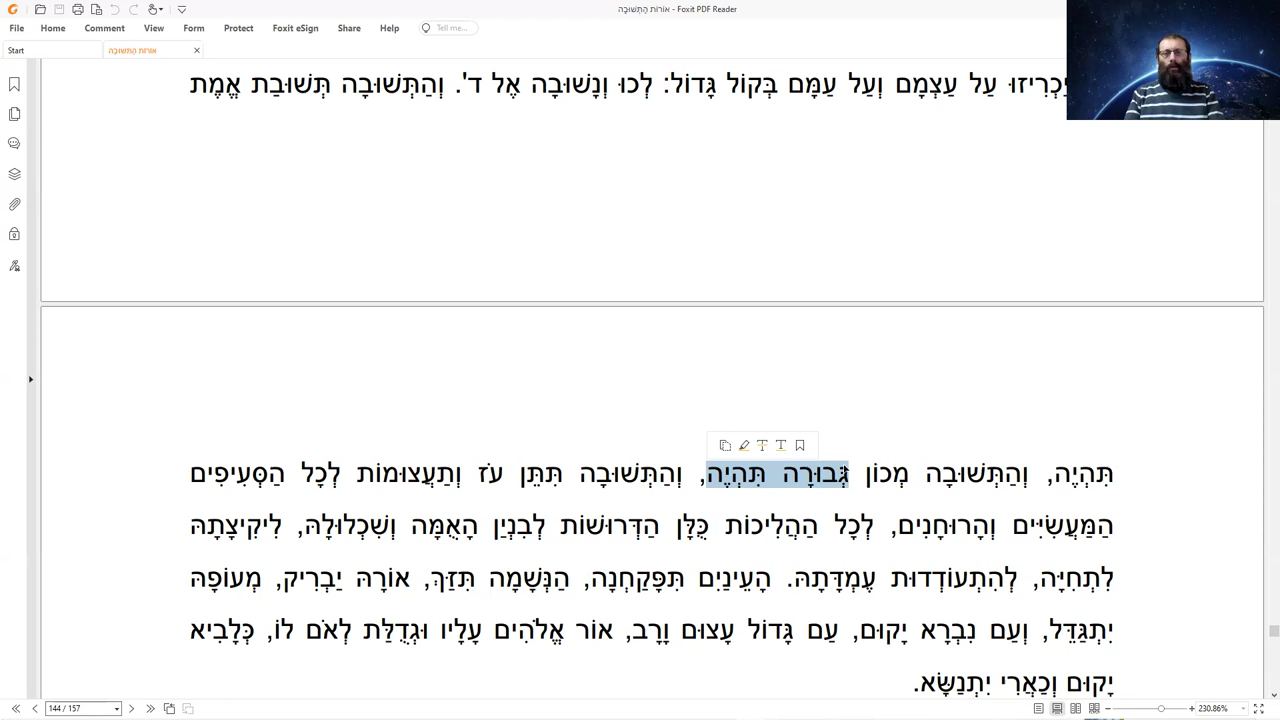 אורות התשובה - Foxit PDF Reader
File Home Comment View Form Protect Foxit eSign Share Help Tell me...
Start
אורות התשובה
יַכְרִיזוּ עַל עַצְמָם וְעַל עַמָּם בְּקוֹל גָּדוֹל: לְכוּ וְנָשׁוּבָה אֶל ד'. וְהַתְּשׁוּבָה תְּשׁוּבַת אֱמֶת
תִּהְיֶה, וְהַתְּשׁוּבָה מְכוֹן גְּבוּרָה תִּהְיֶה, וְהַתְּשׁוּבָה תִּתֵּן עֹז וְתַעֲצוּמוֹת לְכָל הַסְּעִיפִים
הַמַּעֲשִׂיִּים וְהָרוּחָנִים, לְכָל הַהֲלִיכוֹת כֻּלָּן הַדְּרוּשׁוֹת לְבִנְיַן הָאֻמָּה וְשִׁכְלוּלָהּ, לִיקִיצָתָהּ
לִתְחִיָּה, לְהִתְעוֹדְדוּת עֶמְדָּתָהּ. הָעֵינַיִם תִּפָּקַחְנָה, הַנְּשָׁמָה תִּזַּךְ, אוֹרָהּ יַבְרִיק, מְעוֹפָהּ
יִתְגַּדֵּל, וְעַם נִבְרָא יָקוּם, עַם גָּדוֹל עָצוּם וָרָב, אוֹר אֱלֹהִים עָלָיו וּגְדֻלַּת לְאֹם לוֹ, כְּלָבִיא
יָקוּם וְכַאֲרִי יִתְנַשָּׂא.
144 / 157
230.86%